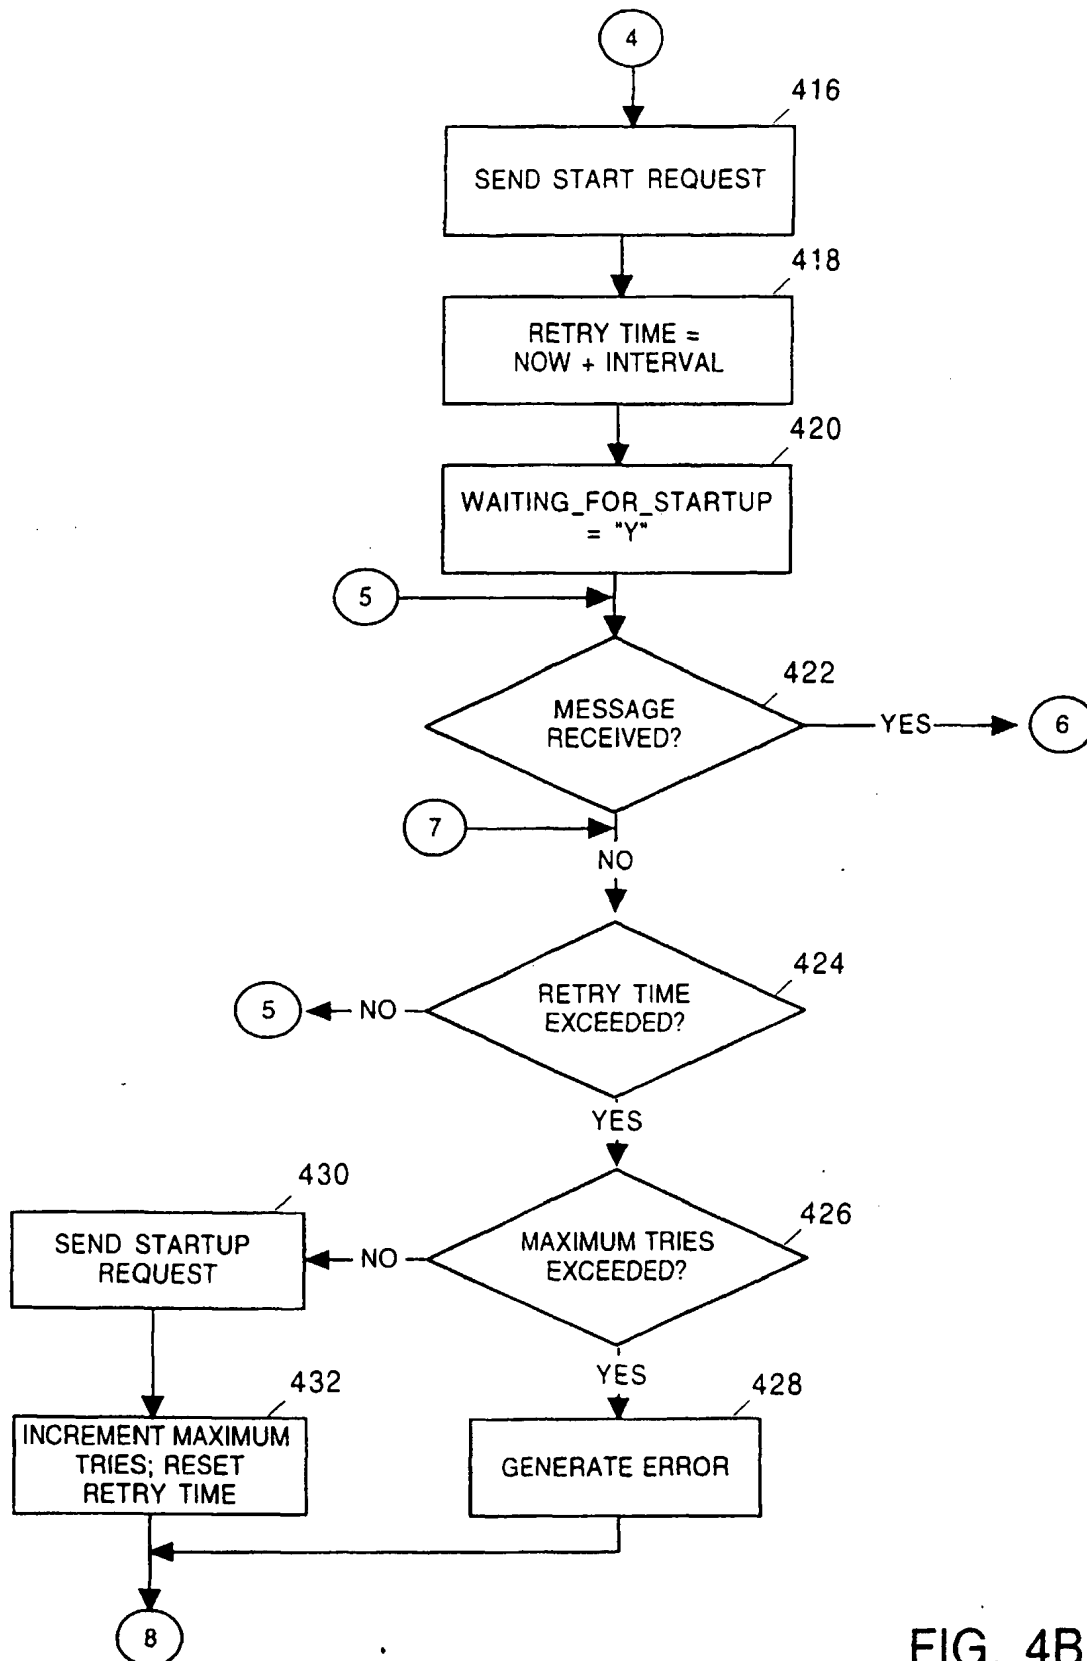 4
416
SEND START REQUEST
418
RETRY TIME =
NOW + INTERVAL
420
WAITING_FOR_STARTUP
= "Y"
5
422
MESSAGE
RECEIVED?
YES
6
7
NO
424
RETRY TIME
EXCEEDED?
NO
5
YES
426
MAXIMUM TRIES
EXCEEDED?
NO
430
SEND STARTUP
REQUEST
YES
432
INCREMENT MAXIMUM
TRIES; RESET
RETRY TIME
428
GENERATE ERROR
8
FIG. 4B